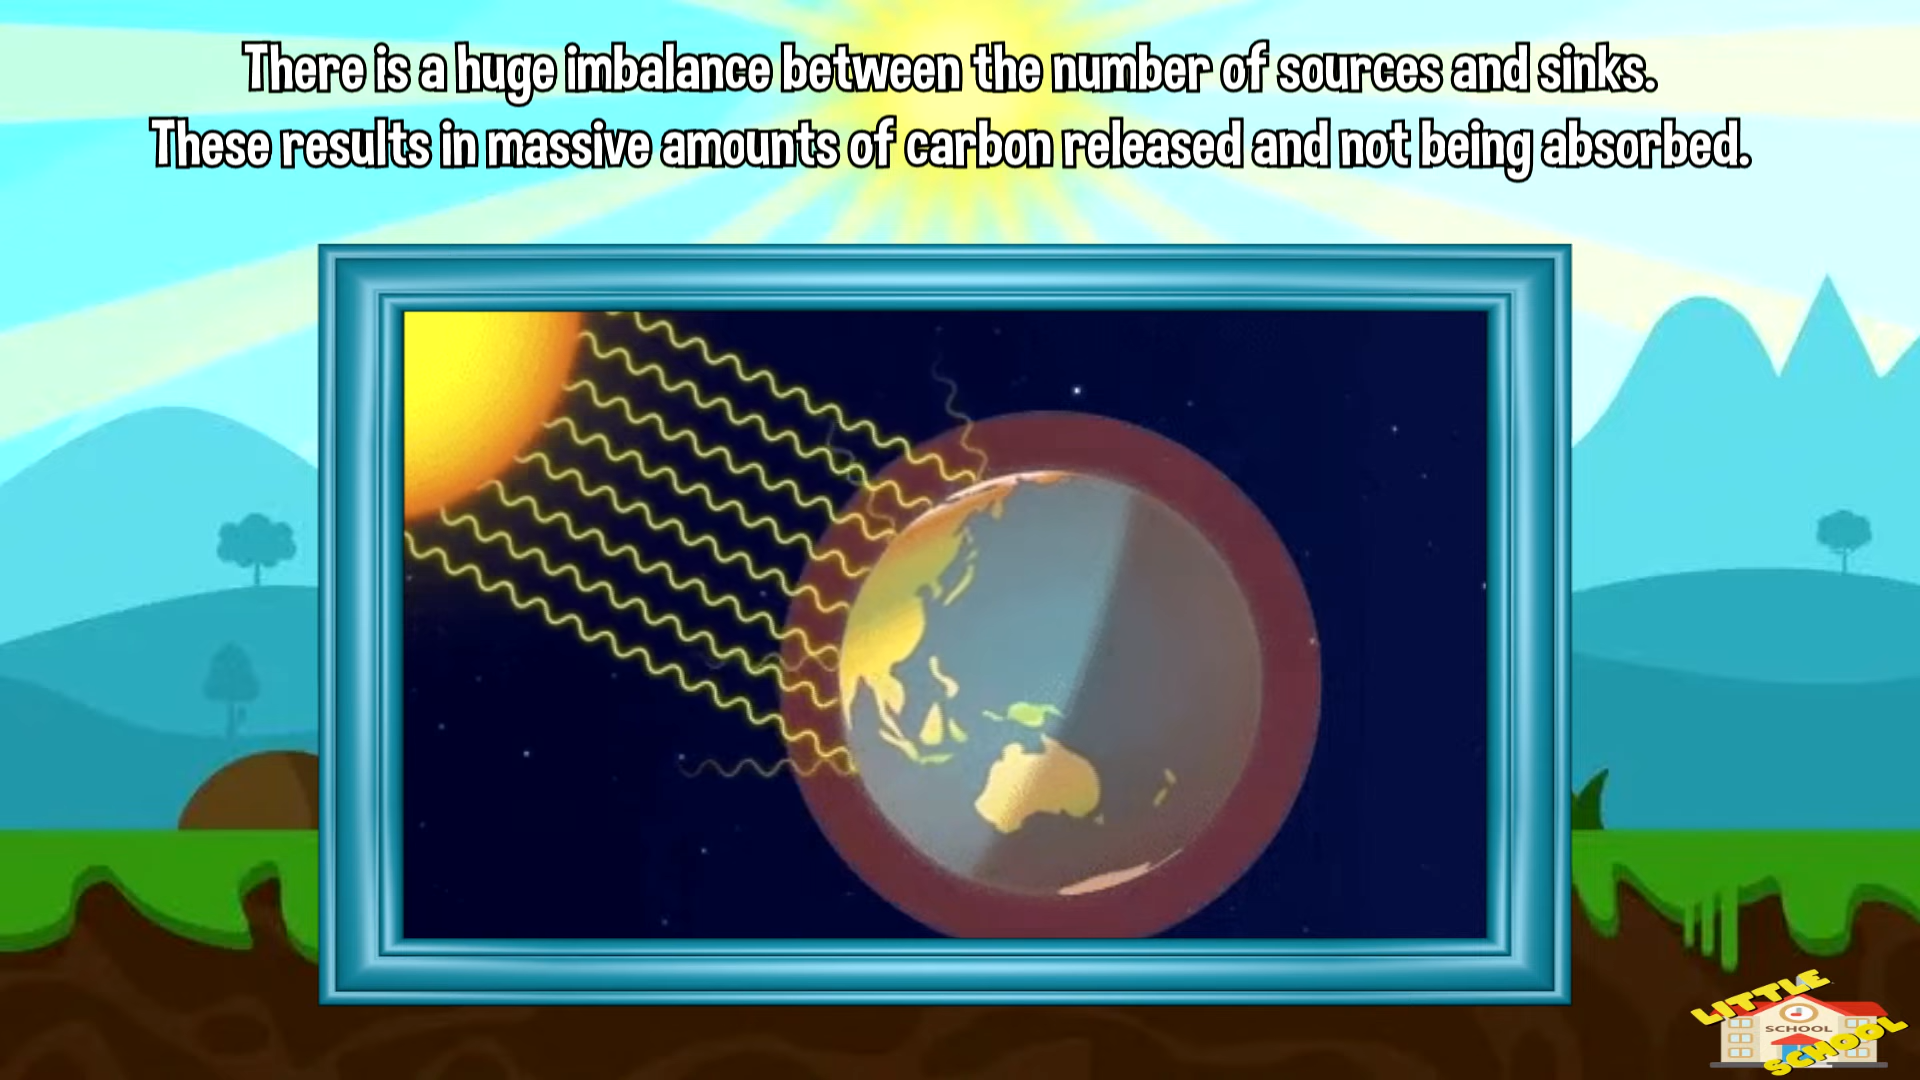 There is a huge imbalance between the number of sources and sinks.
These results in massive amounts of carbon released and not being absorbed.
LITTLE
SCHOOL
SCHOOL